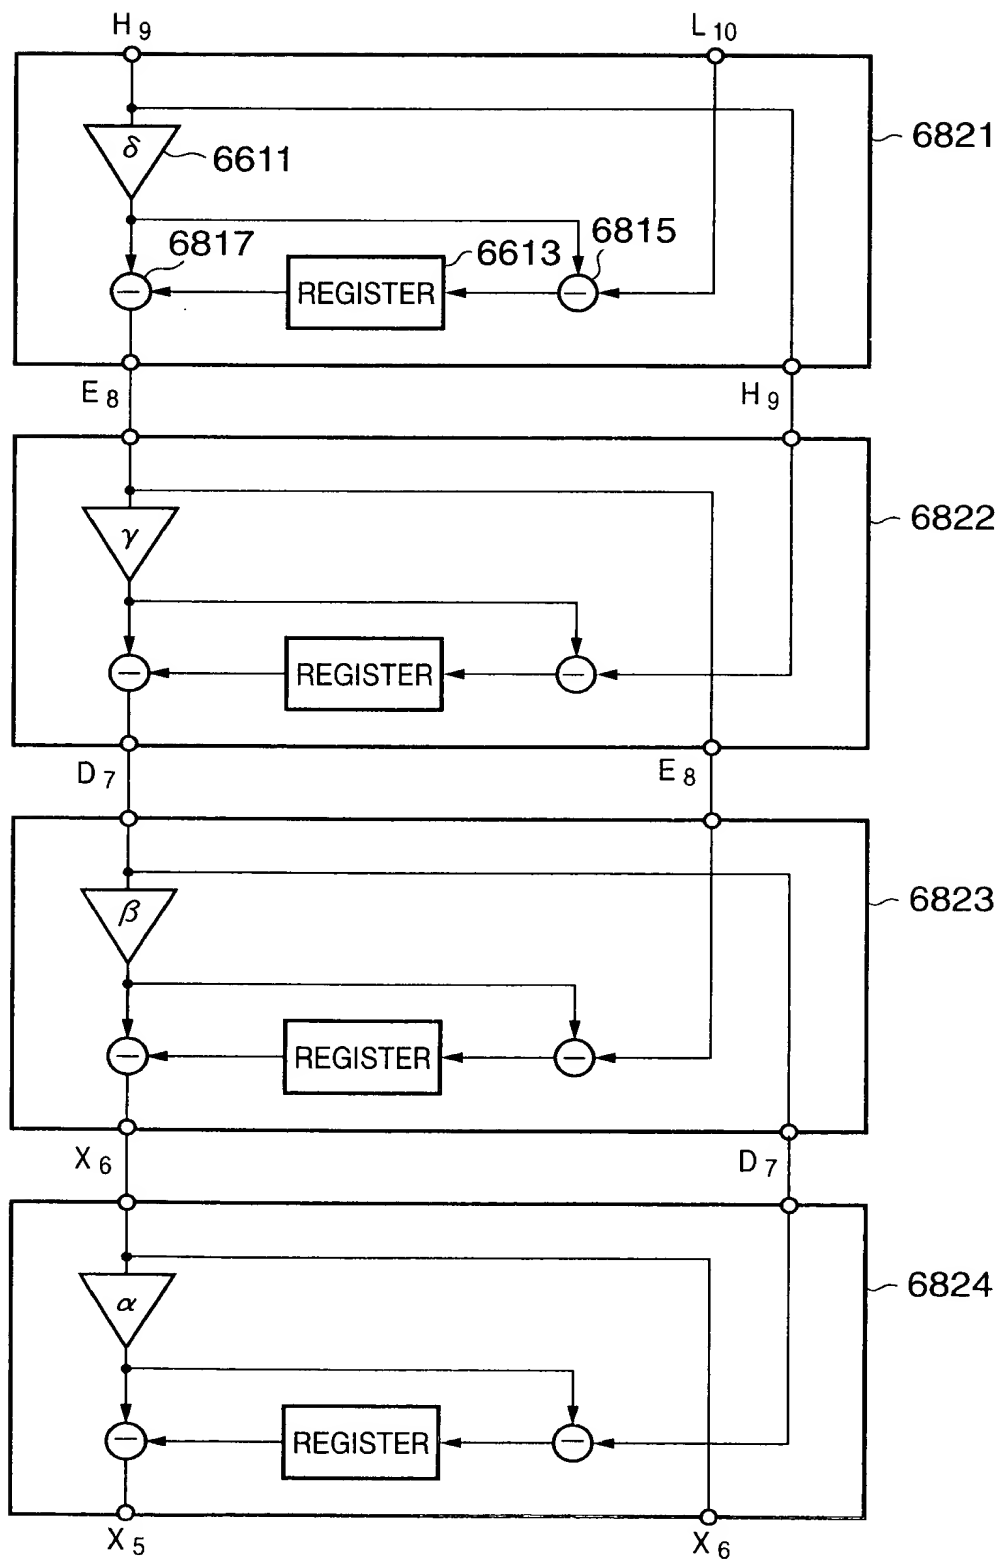 H9 L10
6821
δ 6611
6817 6613 6815
− REGISTER −
E8 H9
6822
γ
− REGISTER −
D7 E8
6823
β
− REGISTER −
X6 D7
6824
α
− REGISTER −
X5 X6